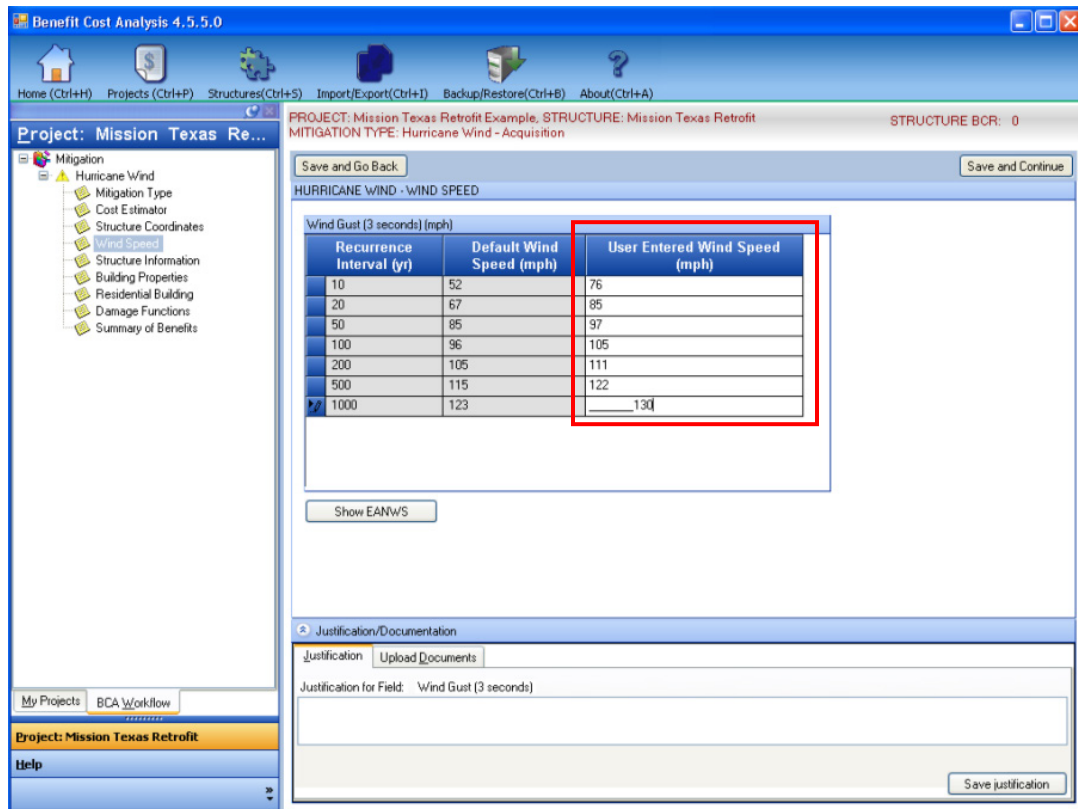 Benefit Cost Analysis 4.5.5.0
Home (Ctrl+H) Projects (Ctrl+P) Structures(Ctrl+S) Import/Export(Ctrl+I) Backup/Restore(Ctrl+B) About(Ctrl+A)
Project: Mission Texas Re...
Mitigation
Hurricane Wind
Mitigation Type
Cost Estimator
Structure Coordinates
Wind Speed
Structure Information
Building Properties
Residential Building
Damage Functions
Summary of Benefits
My Projects BCA Workflow
Project: Mission Texas Retrofit
Help
PROJECT: Mission Texas Retrofit Example, STRUCTURE: Mission Texas Retrofit
MITIGATION TYPE: Hurricane Wind - Acquisition
STRUCTURE BCR: 0
Save and Go Back Save and Continue
HURRICANE WIND - WIND SPEED
Wind Gust (3 seconds) (mph)
Recurrence Interval (yr) Default Wind Speed (mph) User Entered Wind Speed (mph)
10 52 76
20 67 85
50 85 97
100 96 105
200 105 111
500 115 122
1000 123 _______130
Show EANWS
Justification/Documentation
Justification Upload Documents
Justification for Field: Wind Gust (3 seconds)
Save justification